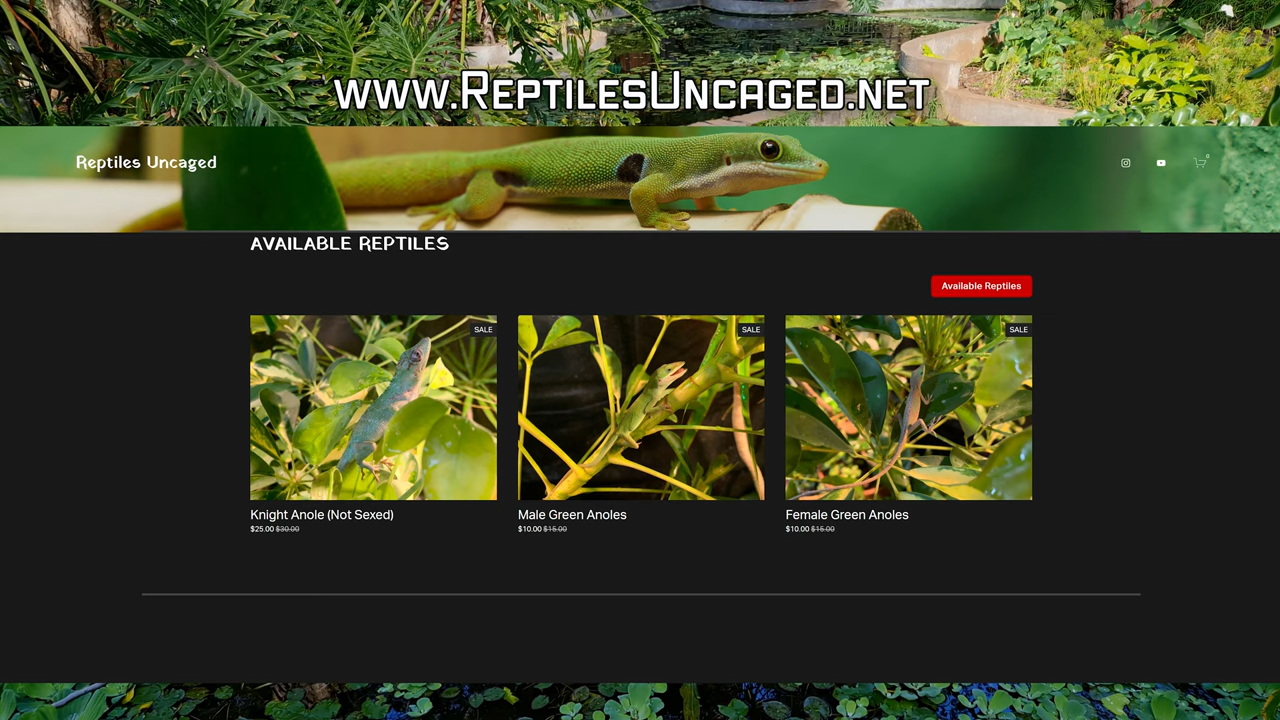 www.ReptilesUncaged.net
Reptiles Uncaged
0
AVAILABLE REPTILES
Available Reptiles
SALE
SALE
SALE
Knight Anole (Not Sexed)
$25.00 $30.00
Male Green Anoles
$10.00 $15.00
Female Green Anoles
$10.00 $15.00